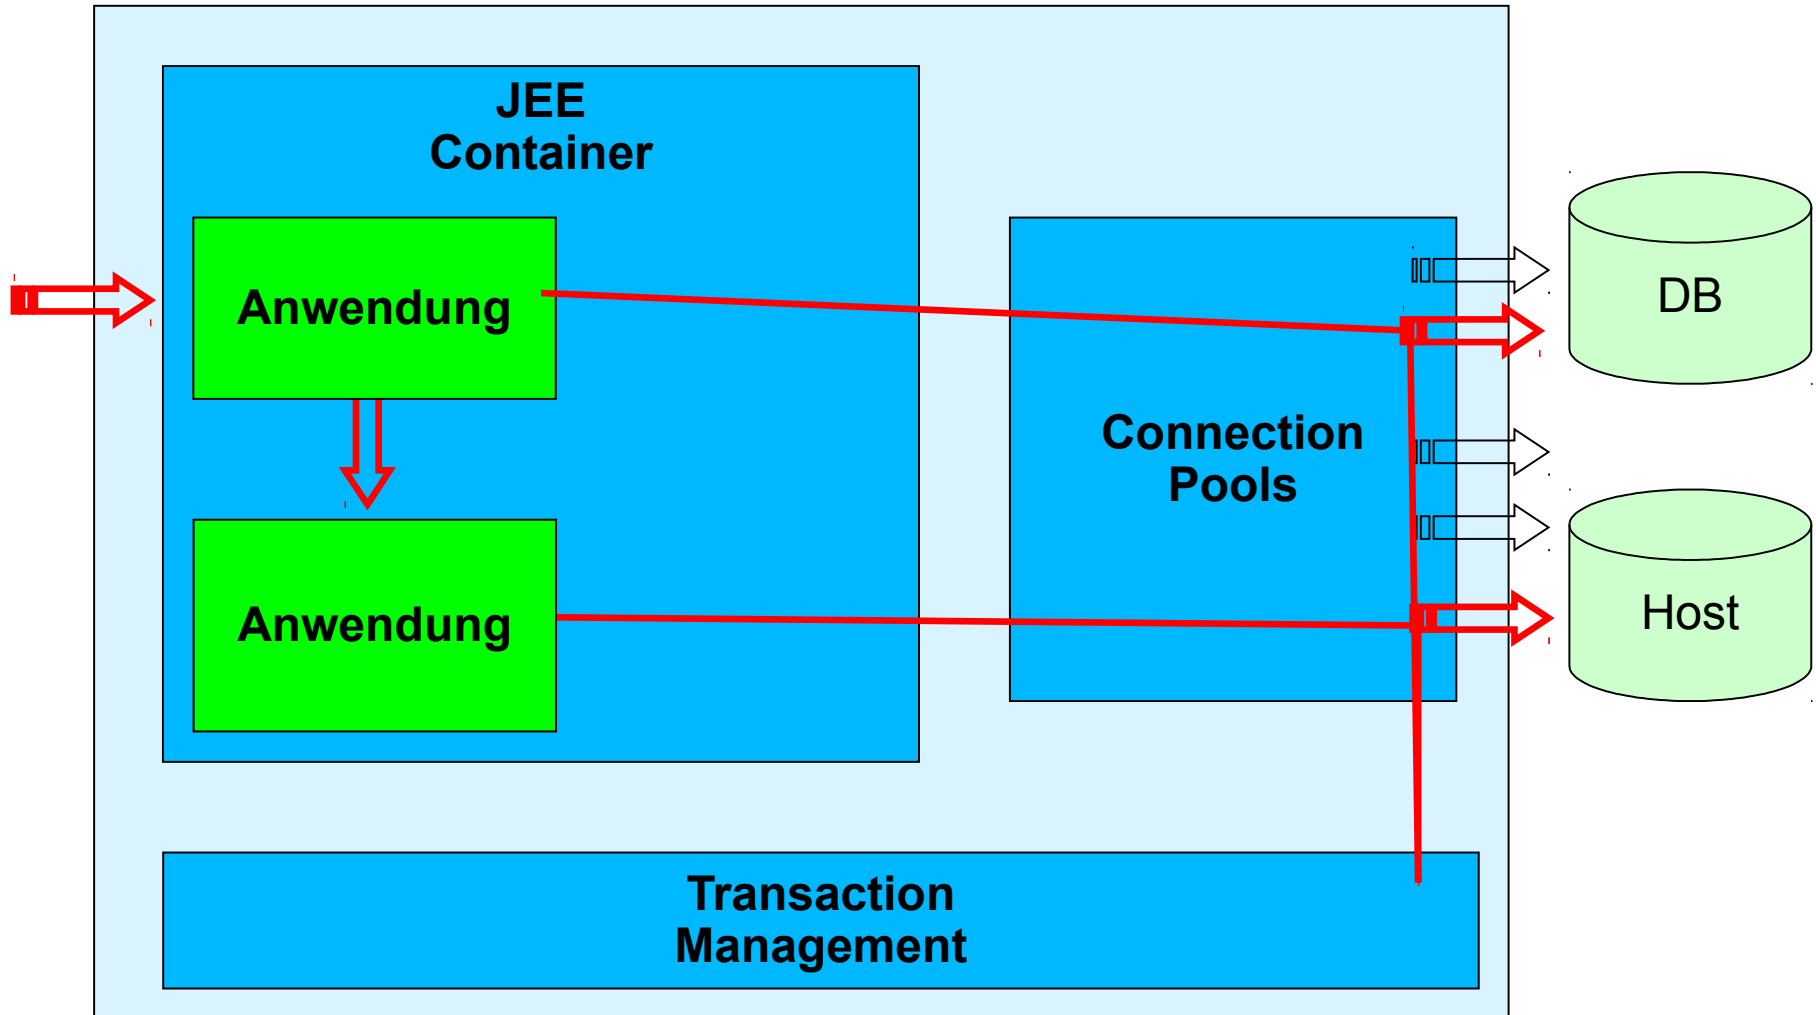 JEE
Container
Anwendung
Anwendung
Connection
Pools
DB
Host
Transaction
Management